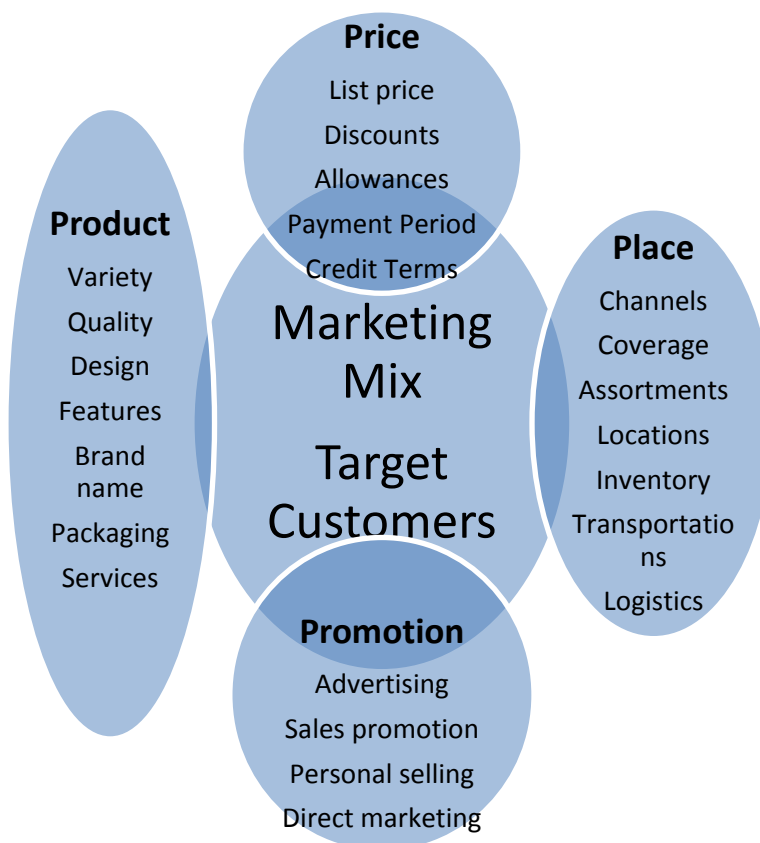 Price
List price
Discounts
Allowances
Payment Period
Credit Terms
Product
Variety
Quality
Design
Features
Brand
name
Packaging
Services
Marketing
Mix
Target
Customers
Place
Channels
Coverage
Assortments
Locations
Inventory
Transportatio
ns
Logistics
Promotion
Advertising
Sales promotion
Personal selling
Direct marketing